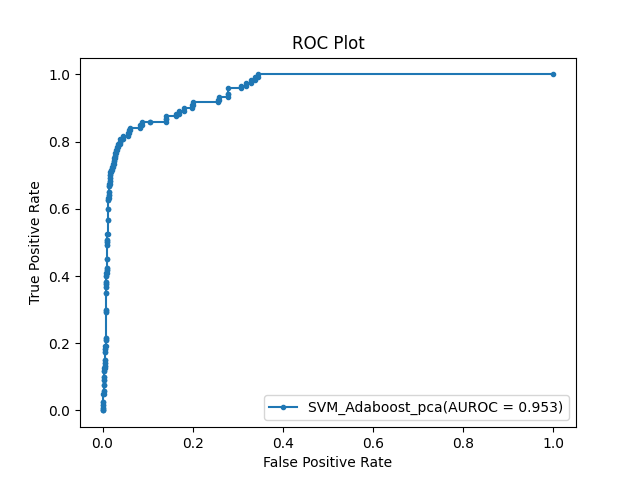 ROC Plot
True Positive Rate
1.0
0.8
0.6
0.4
0.2
0.0
SVM_Adaboost_pca(AUROC = 0.953)
0.0 0.2 0.4 0.6 0.8 1.0
False Positive Rate